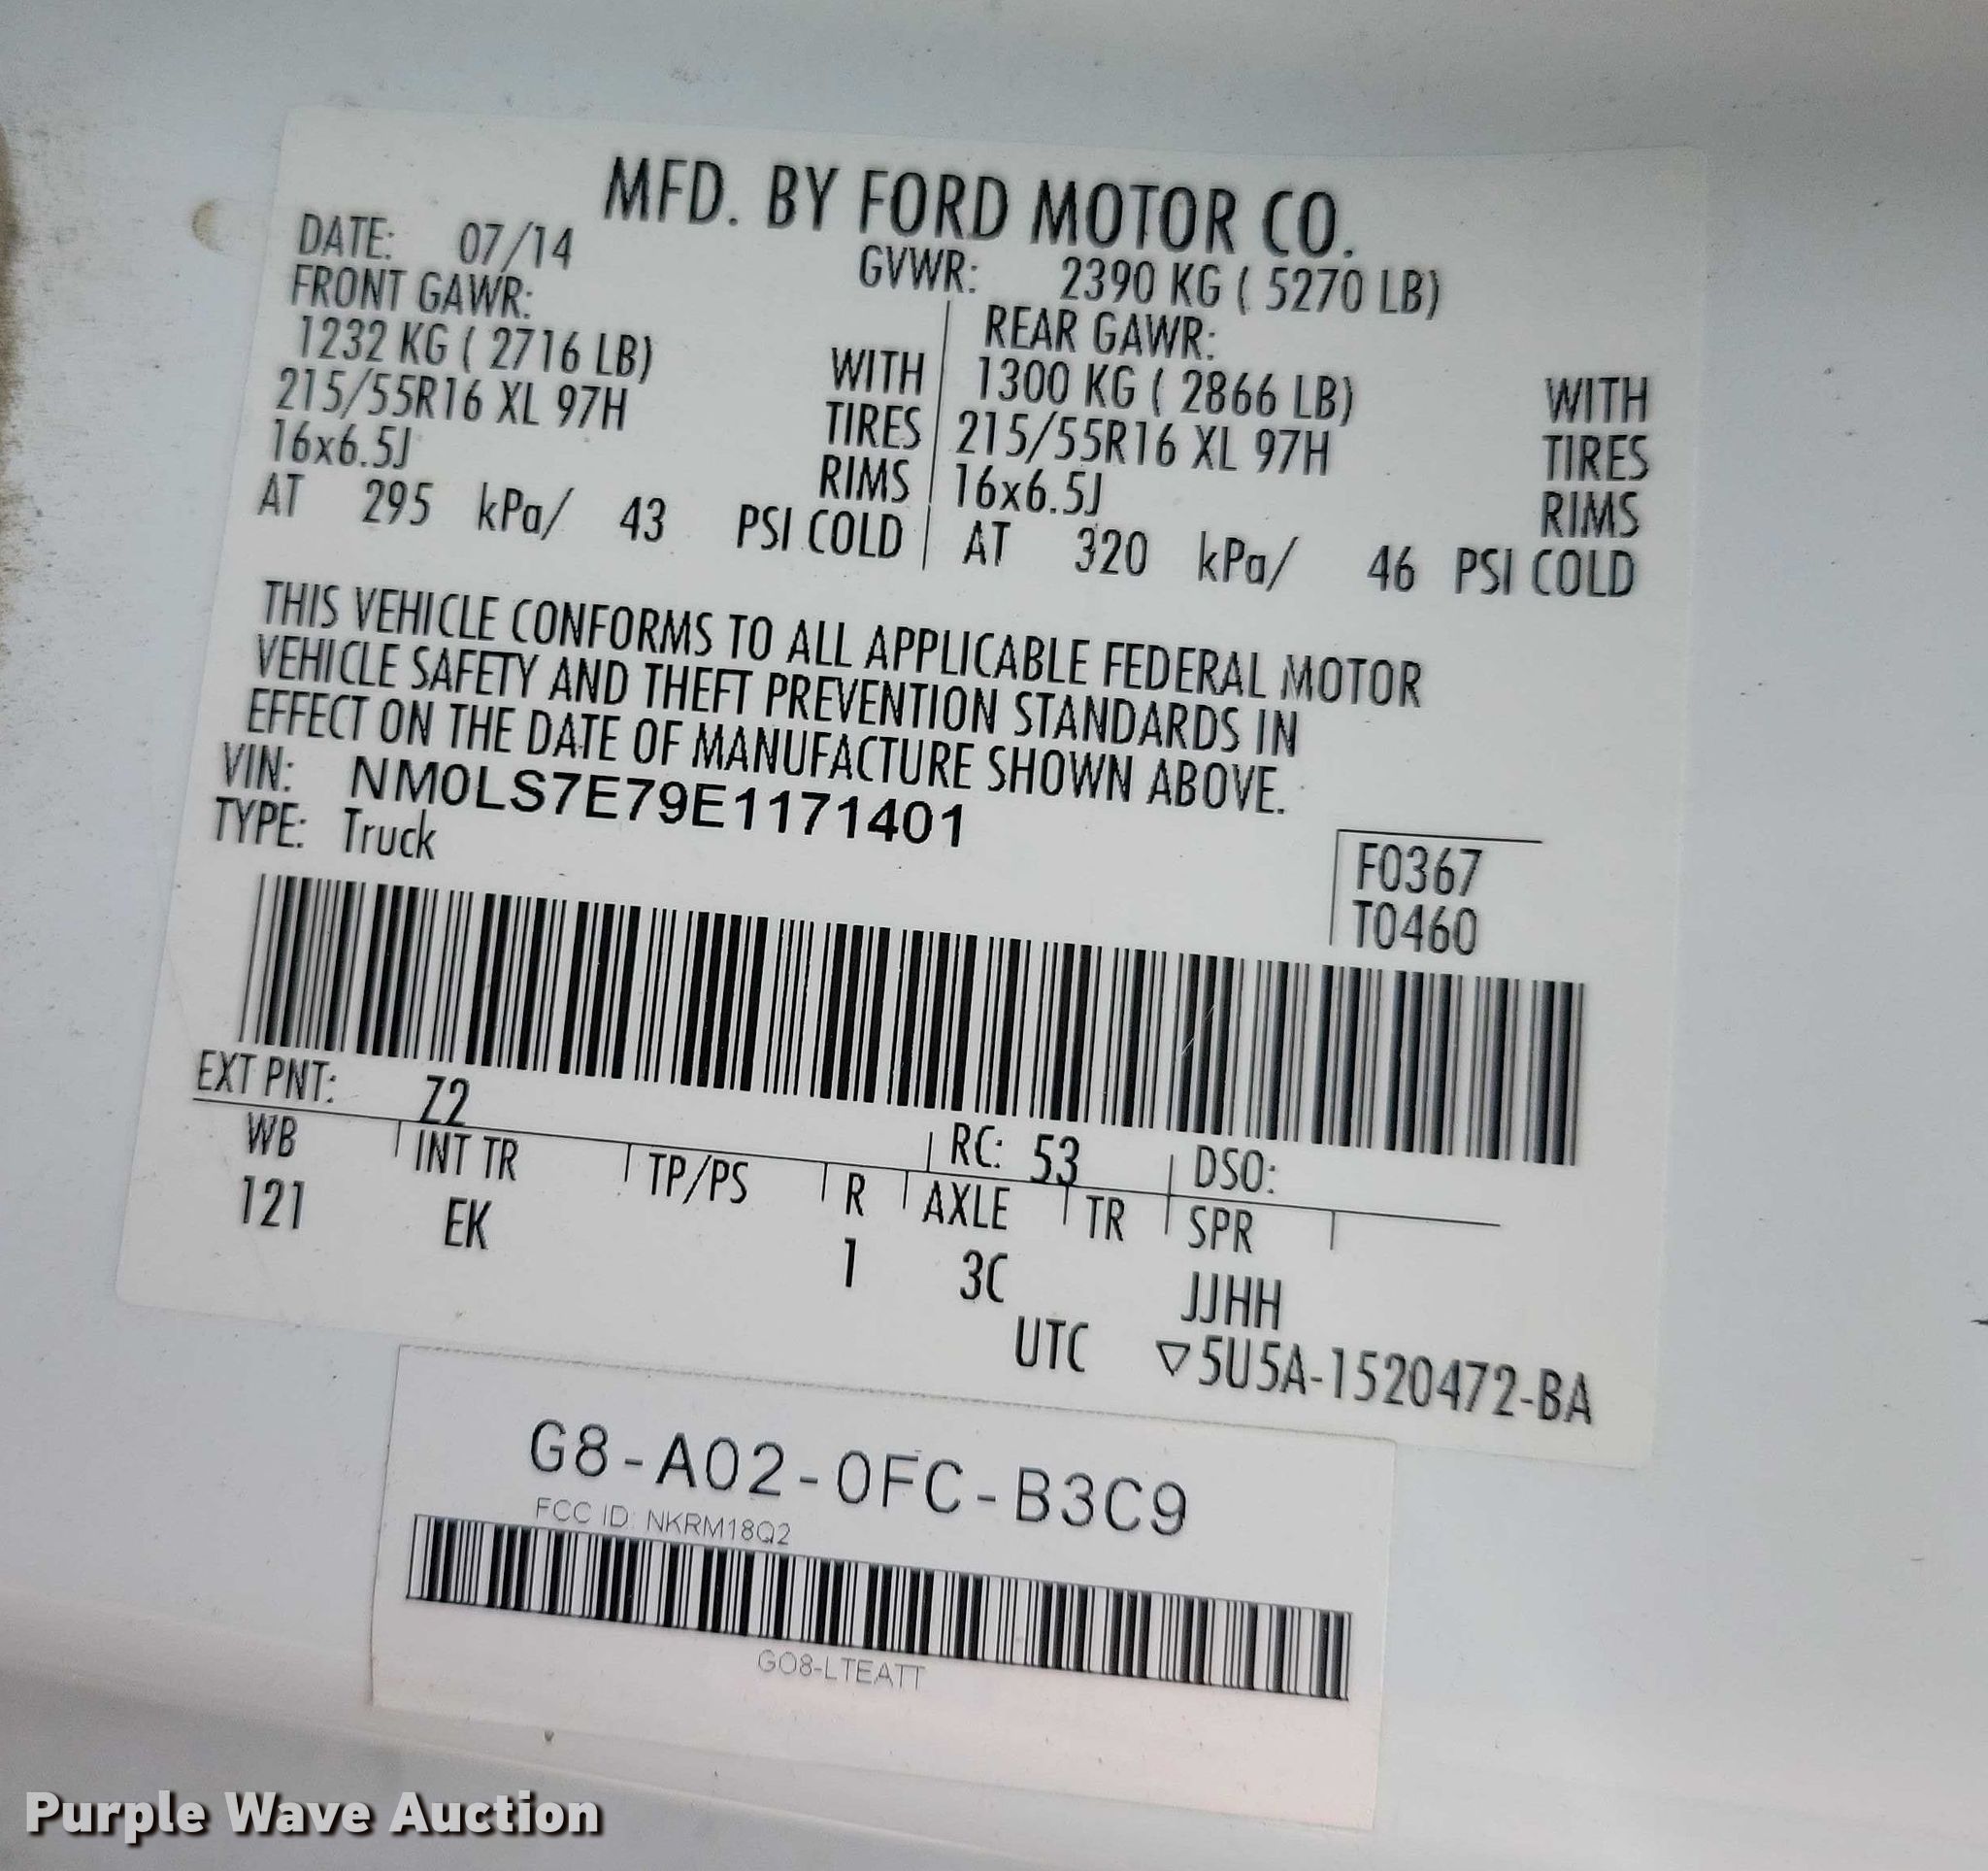 MFD. BY FORD MOTOR CO.
DATE: 07/14 GVWR: 2390 KG ( 5270 LB)
FRONT GAWR: REAR GAWR:
1232 KG ( 2716 LB) WITH 1300 KG ( 2866 LB) WITH
215/55R16 XL 97H TIRES 215/55R16 XL 97H TIRES
16x6.5J RIMS 16x6.5J RIMS
AT 295 kPa/ 43 PSI COLD AT 320 kPa/ 46 PSI COLD
THIS VEHICLE CONFORMS TO ALL APPLICABLE FEDERAL MOTOR
VEHICLE SAFETY AND THEFT PREVENTION STANDARDS IN
EFFECT ON THE DATE OF MANUFACTURE SHOWN ABOVE.
VIN: NM0LS7E79E1171401
TYPE: Truck
F0367
T0460
EXT PNT: Z2 RC: 53 DSO:
WB INT TR TP/PS R AXLE TR SPR
121 EK 1 3C JJHH
UTC ▽5U5A-1520472-BA
G8-A02-0FC-B3C9
FCC ID: NKRM18Q2
GO8-LTEATT
Purple Wave Auction